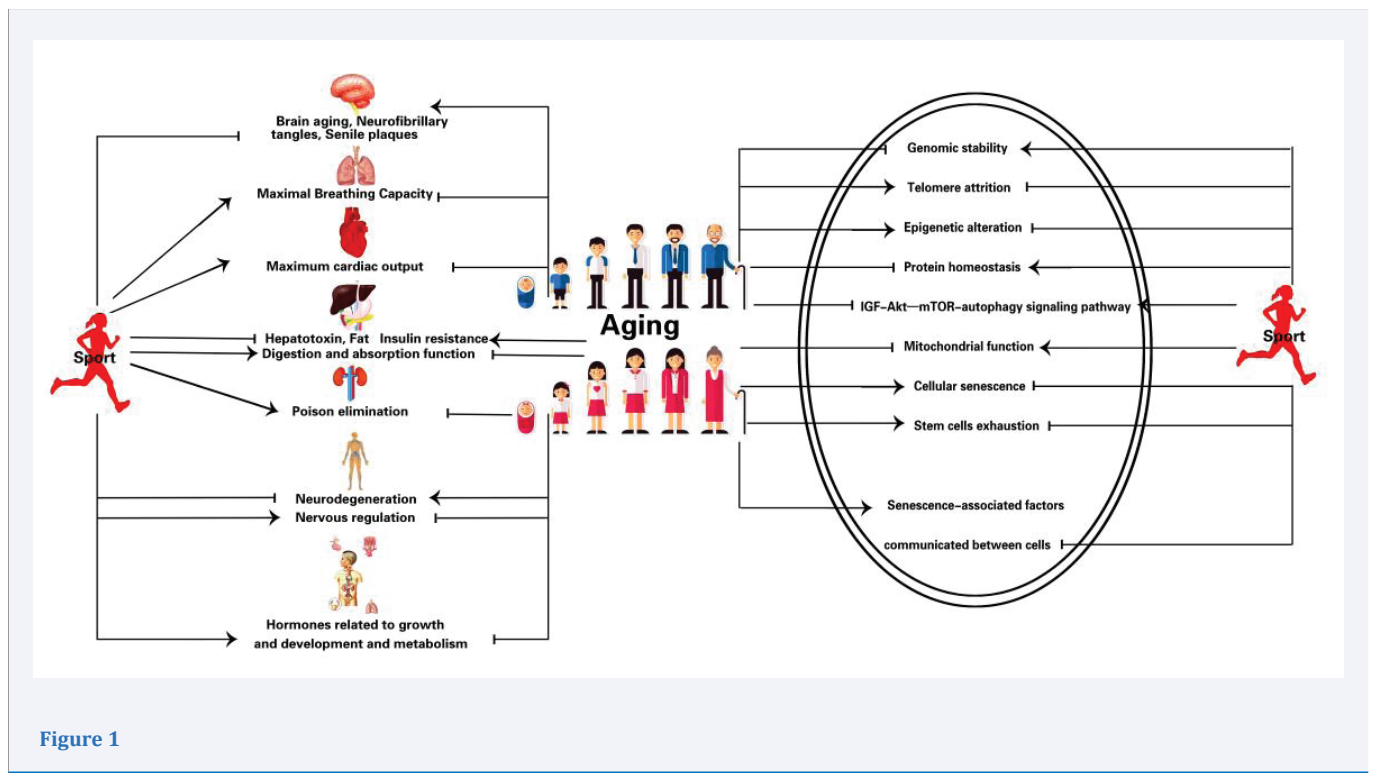 Brain aging, Neurofibrillary
tangles, Senile plaques
Maximal Breathing Capacity
Maximum cardiac output
Hepatotoxin, Fat Insulin resistance
Digestion and absorption function
Poison elimination
Neurodegeneration
Nervous regulation
Hormones related to growth
and development and metabolism
Sport
Aging
Genomic stability
Telomere attrition
Epigenetic alteration
Protein homeostasis
IGF-Akt—mTOR-autophagy signaling pathway
Mitochondrial function
Cellular senescence
Stem cells exhaustion
Senescence-associated factors
communicated between cells
Sport
Figure 1